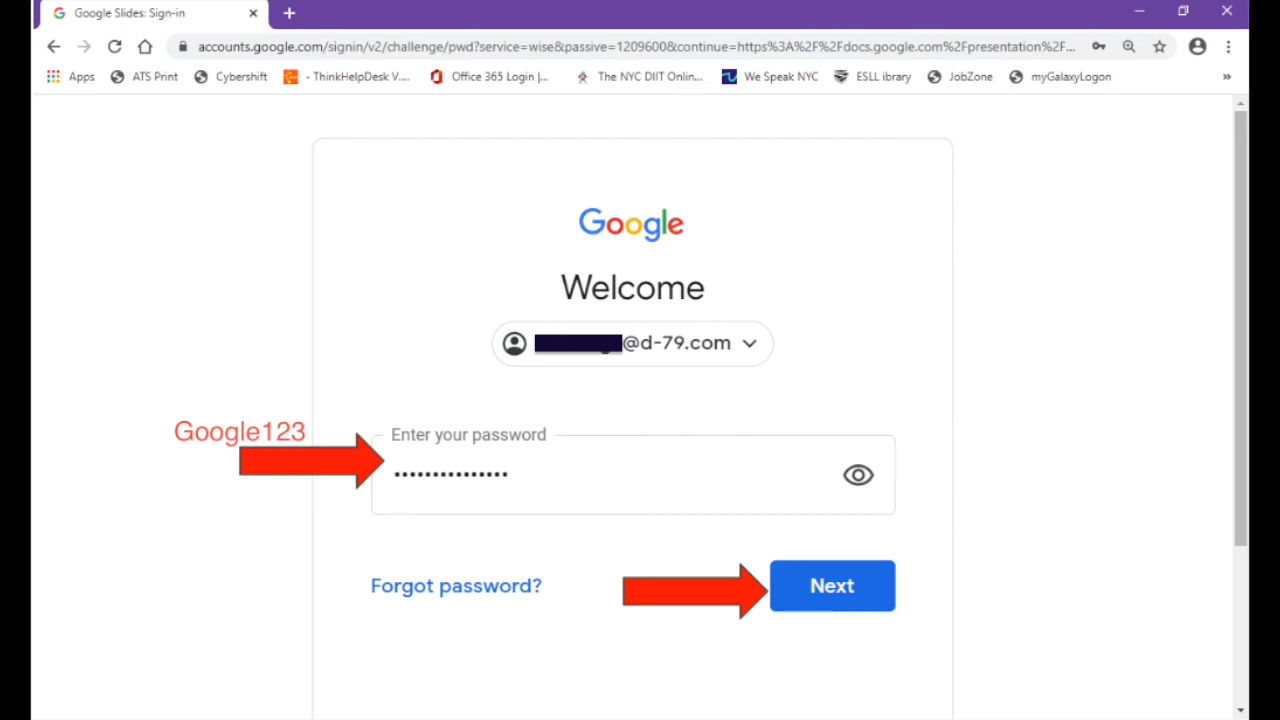 Google Slides: Sign-in
accounts.google.com/signin/v2/challenge/pwd?service=wise&passive=1209600&continue=https%3A%2F%2Fdocs.google.com%2Fpresentation%2F...
Apps ATS Print Cybershift - ThinkHelpDesk V.... Office 365 Login |... The NYC DIIT Onlin... We Speak NYC ESLL ibrary JobZone myGalaxyLogon »
Google
Welcome
@d-79.com
Google123
Enter your password
•••••••••••••••
Forgot password?
Next